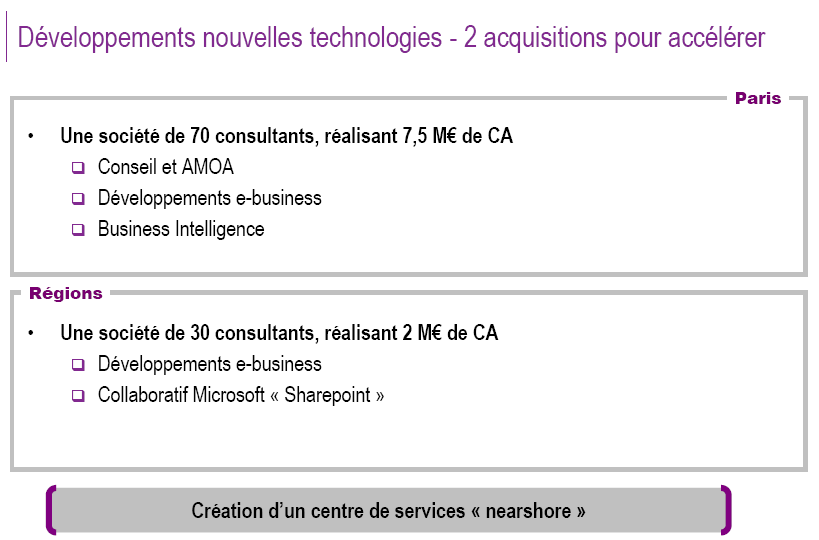 Développements nouvelles technologies - 2 acquisitions pour accélérer
Paris
• Une société de 70 consultants, réalisant 7,5 M€ de CA
❑ Conseil et AMOA
❑ Développements e-business
❑ Business Intelligence
Régions
• Une société de 30 consultants, réalisant 2 M€ de CA
❑ Développements e-business
❑ Collaboratif Microsoft « Sharepoint »
Création d’un centre de services « nearshore »